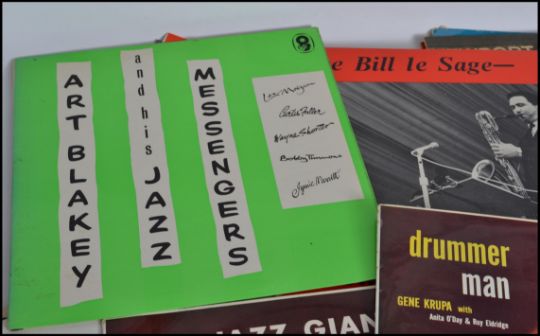 ART BLAKEY
and his JAZZ
MESSENGERS
Lee Morgan
Curtis Fuller
Wayne Shorter
Bobby Timmons
Jymie Merritt
e Bill le Sage—
drummer
man
GENE KRUPA with
Anita O'Day & Roy Eldridge
JAZZ GIAN